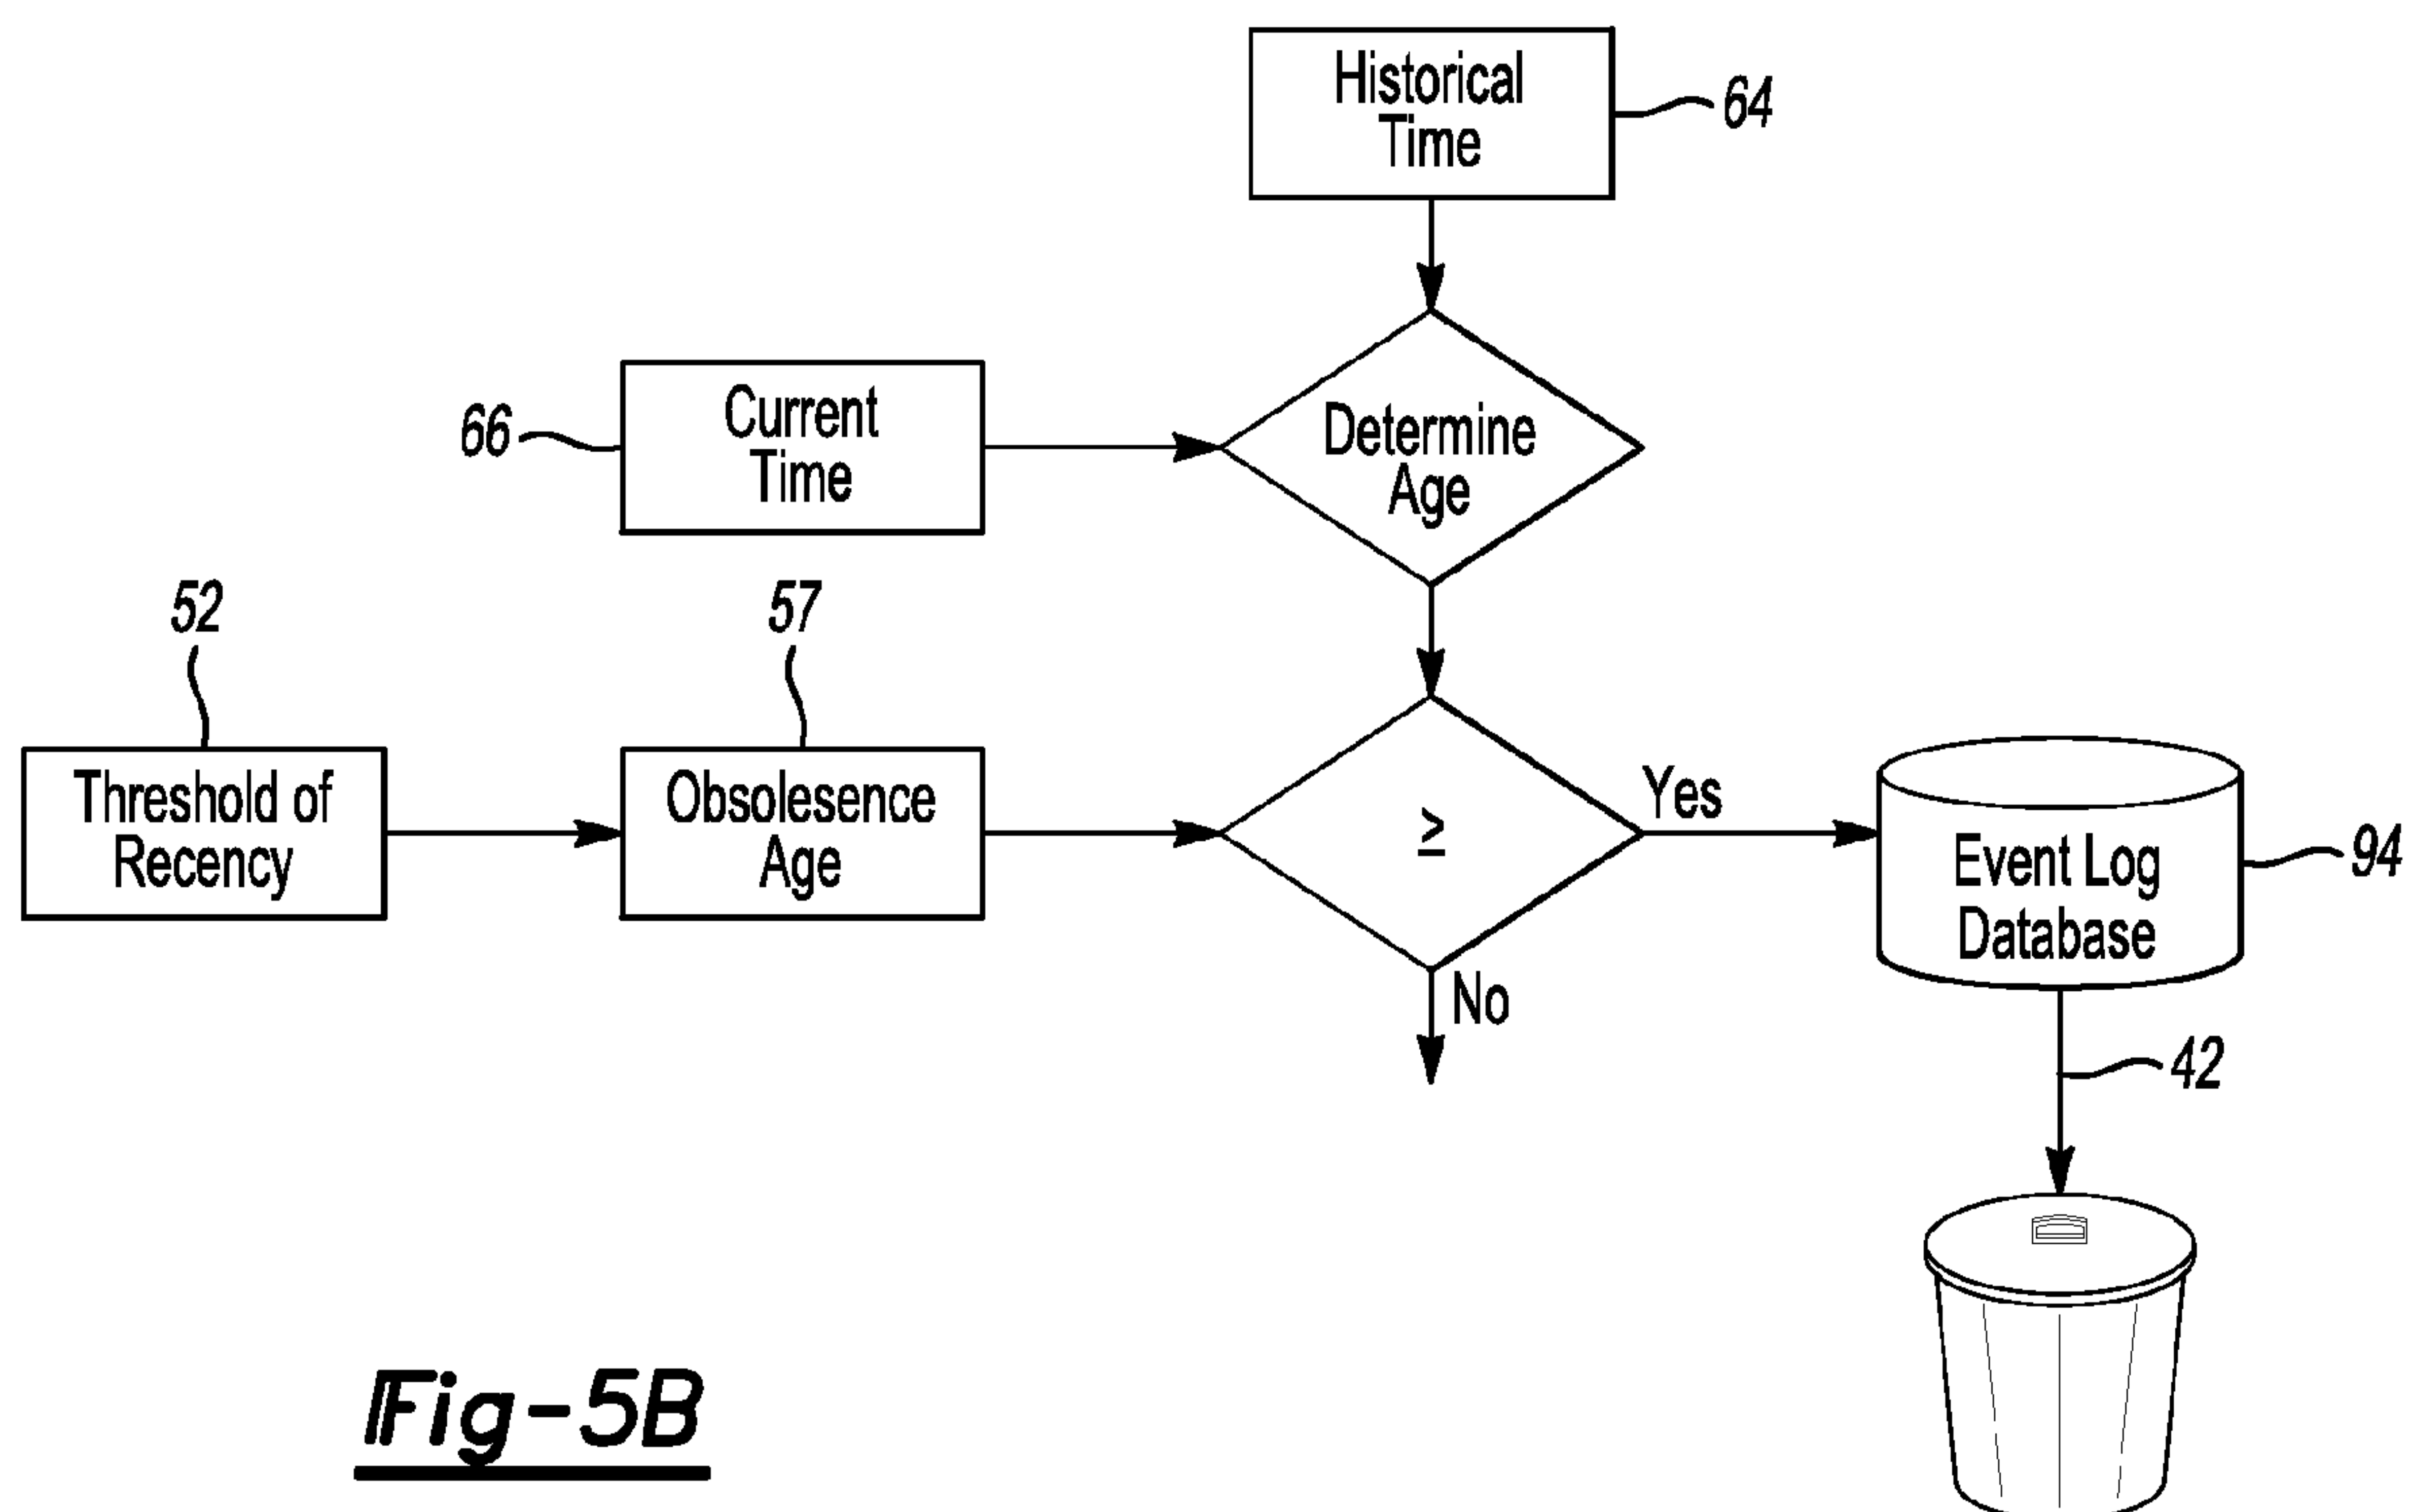 Historical
Time
64
66
Current
Time
Determine
Age
52
57
Threshold of
Recency
Obsolesence
Age
≥
Yes
No
Event Log
Database
94
42
Fig-5B